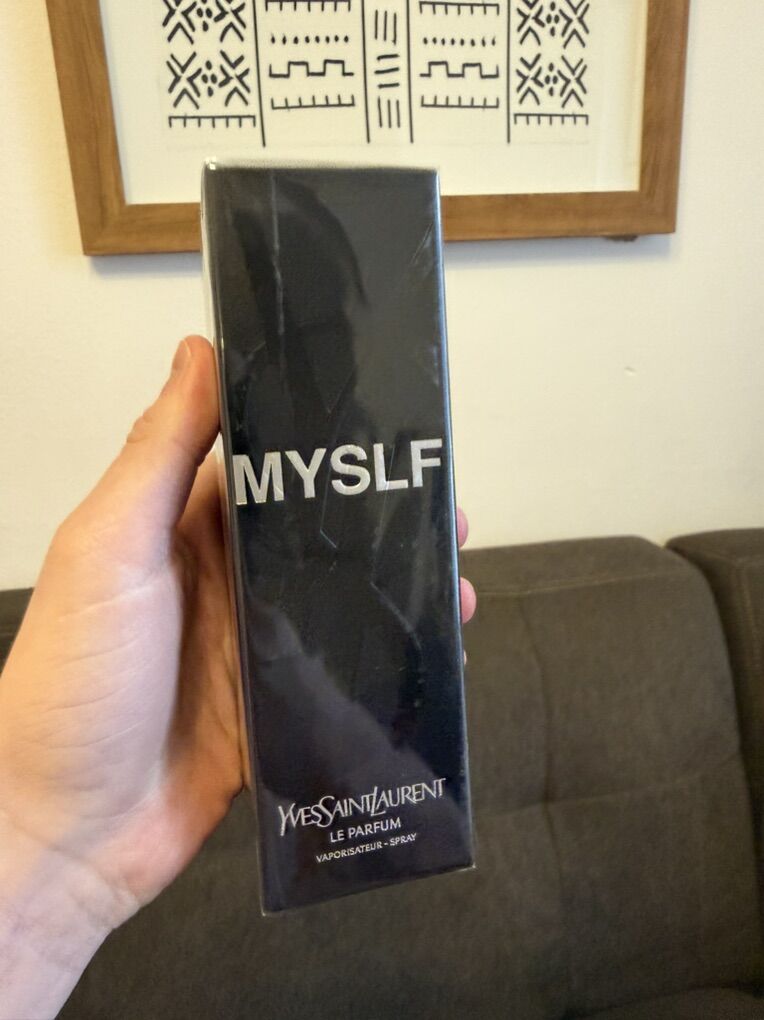 MYSLF
YVESSAINTLAURENT
LE PARFUM
VAPORISATEUR - SPRAY